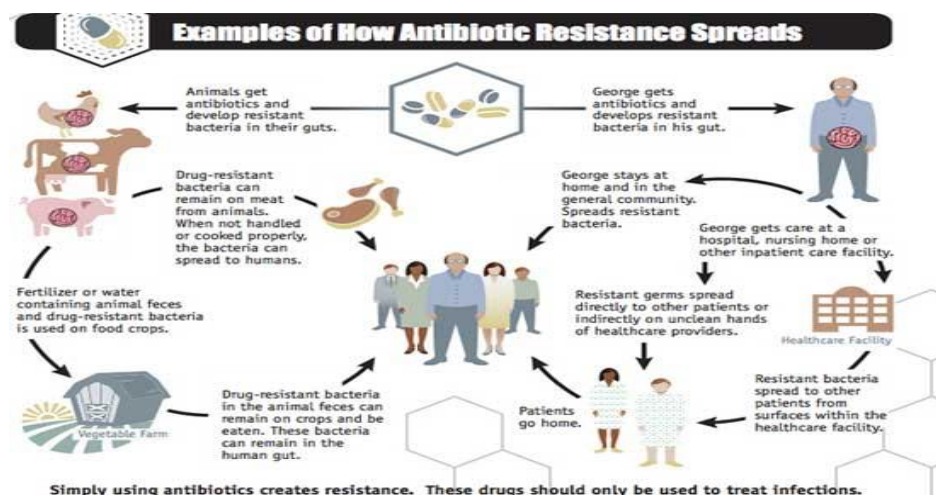 Examples of How Antibiotic Resistance Spreads
Animals get
antibiotics and
develop resistant
bacteria in their guts.
George gets
antibiotics and
develops resistant
bacteria in his gut.
Drug-resistant
bacteria can
remain on meat
from animals.
When not handled
or cooked properly,
the bacteria can
spread to humans.
George stays at
home and in the
general community.
Spreads resistant
bacteria.
George gets care at a
hospital, nursing home or
other inpatient care facility.
Fertilizer or water
containing animal feces
and drug-resistant bacteria
is used on food crops.
Resistant germs spread
directly to other patients or
indirectly on unclean hands
of healthcare providers.
Healthcare Facility
Vegetable Farm
Drug-resistant bacteria
in the animal feces can
remain on crops and be
eaten. These bacteria
can remain in the
human gut.
Patients
go home.
Resistant bacteria
spread to other
patients from
surfaces within the
healthcare facility.
Simply using antibiotics creates resistance. These drugs should only be used to treat infections.